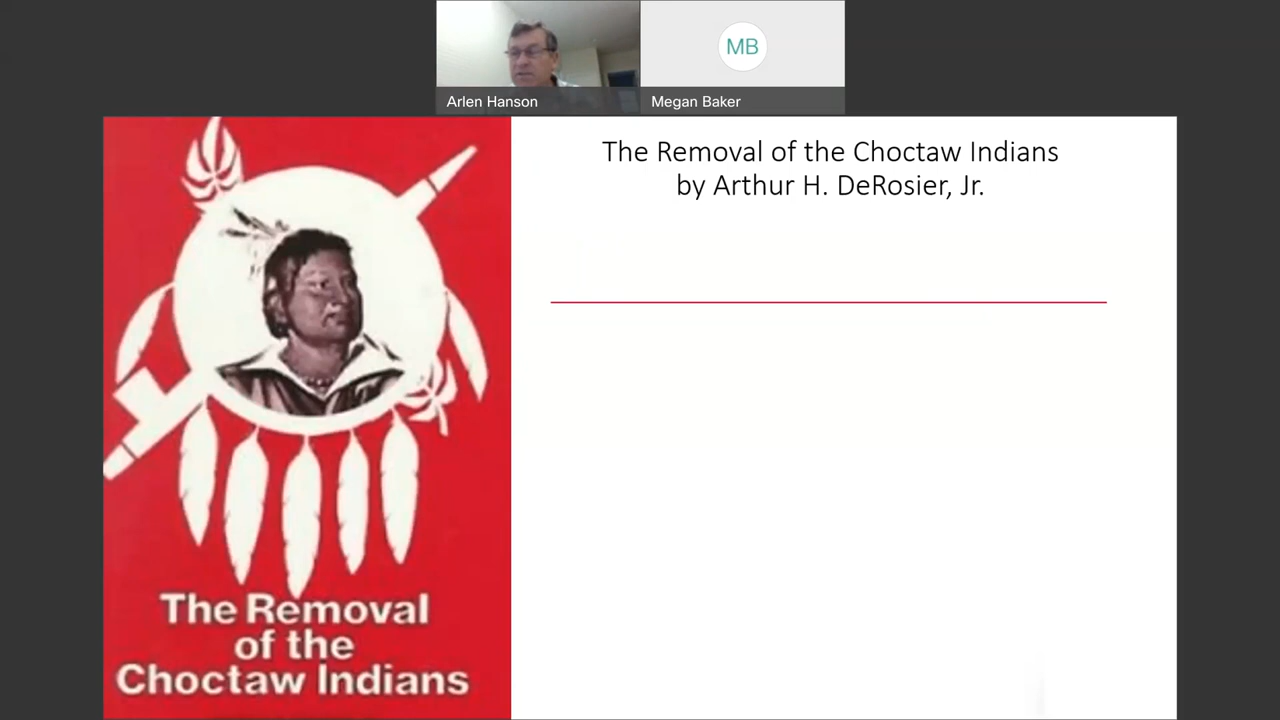 MB
Arlen Hanson
Megan Baker
The Removal of the Choctaw Indians
by Arthur H. DeRosier, Jr.
The Removal
of the
Choctaw Indians